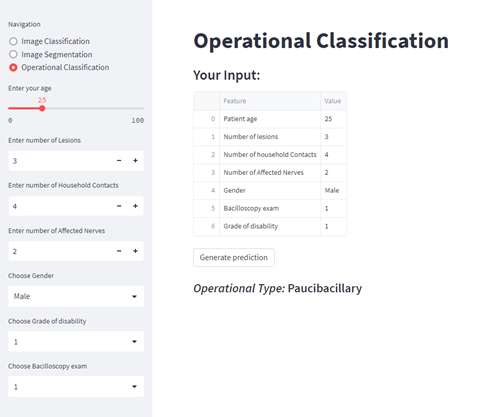 Navigation
Image Classification
Image Segmentation
Operational Classification
Enter your age
25
0 100
Enter number of Lesions
3 − +
Enter number of Household Contacts
4 − +
Enter number of Affected Nerves
2 − +
Choose Gender
Male
Choose Grade of disability
1
Choose Bacilloscopy exam
1
Operational Classification
Your Input:
Feature Value
0 Patient age 25
1 Number of lesions 3
2 Number of household Contacts 4
3 Number of Affected Nerves 2
4 Gender Male
5 Bacilloscopy exam 1
6 Grade of disability 1
Generate prediction
Operational Type: Paucibacillary